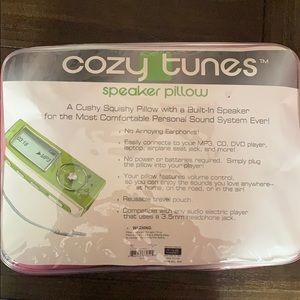 cozy tunes™
speaker pillow
A Cushy Squishy Pillow with a Built-In Speaker
for the Most Comfortable Personal Sound System Ever!
• No Annoying Earphones!
• Easily connects to your MP3, CD, DVD player,
laptop, airplane seat jack, and more!
• No power or batteries required. Simply plug
the pillow into your player!
• Your pillow features volume control,
so you can enjoy the sounds you love anywhere-
at home, on the road, or in the air!
• Reusable travel pouch
• Compatible with any audio electric player
that uses a 3.5mm headphone jack.
WARNING:
MP3